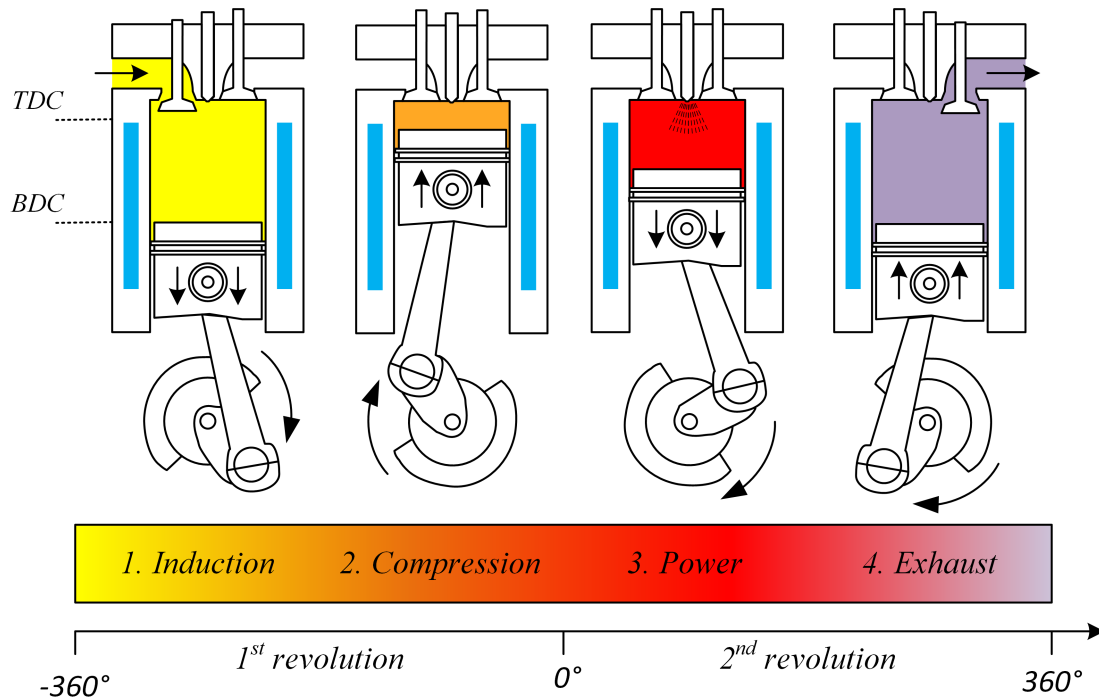 TDC
BDC
1. Induction
2. Compression
3. Power
4. Exhaust
1st revolution
2nd revolution
-360°
0°
360°